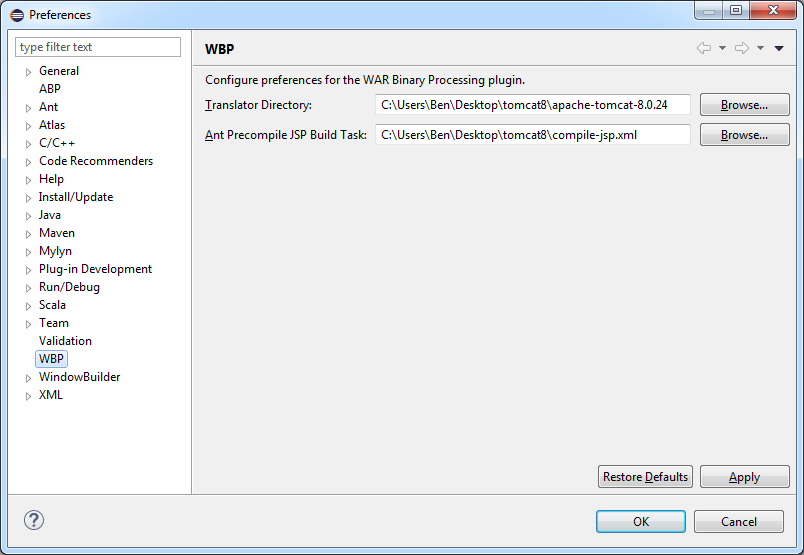 Preferences
type filter text
General
ABP
Ant
Atlas
C/C++
Code Recommenders
Help
Install/Update
Java
Maven
Mylyn
Plug-in Development
Run/Debug
Scala
Team
Validation
WBP
WindowBuilder
XML
WBP
Configure preferences for the WAR Binary Processing plugin.
Translator Directory: C:\Users\Ben\Desktop\tomcat8\apache-tomcat-8.0.24 Browse...
Ant Precompile JSP Build Task: C:\Users\Ben\Desktop\tomcat8\compile-jsp.xml Browse...
Restore Defaults Apply
? OK Cancel